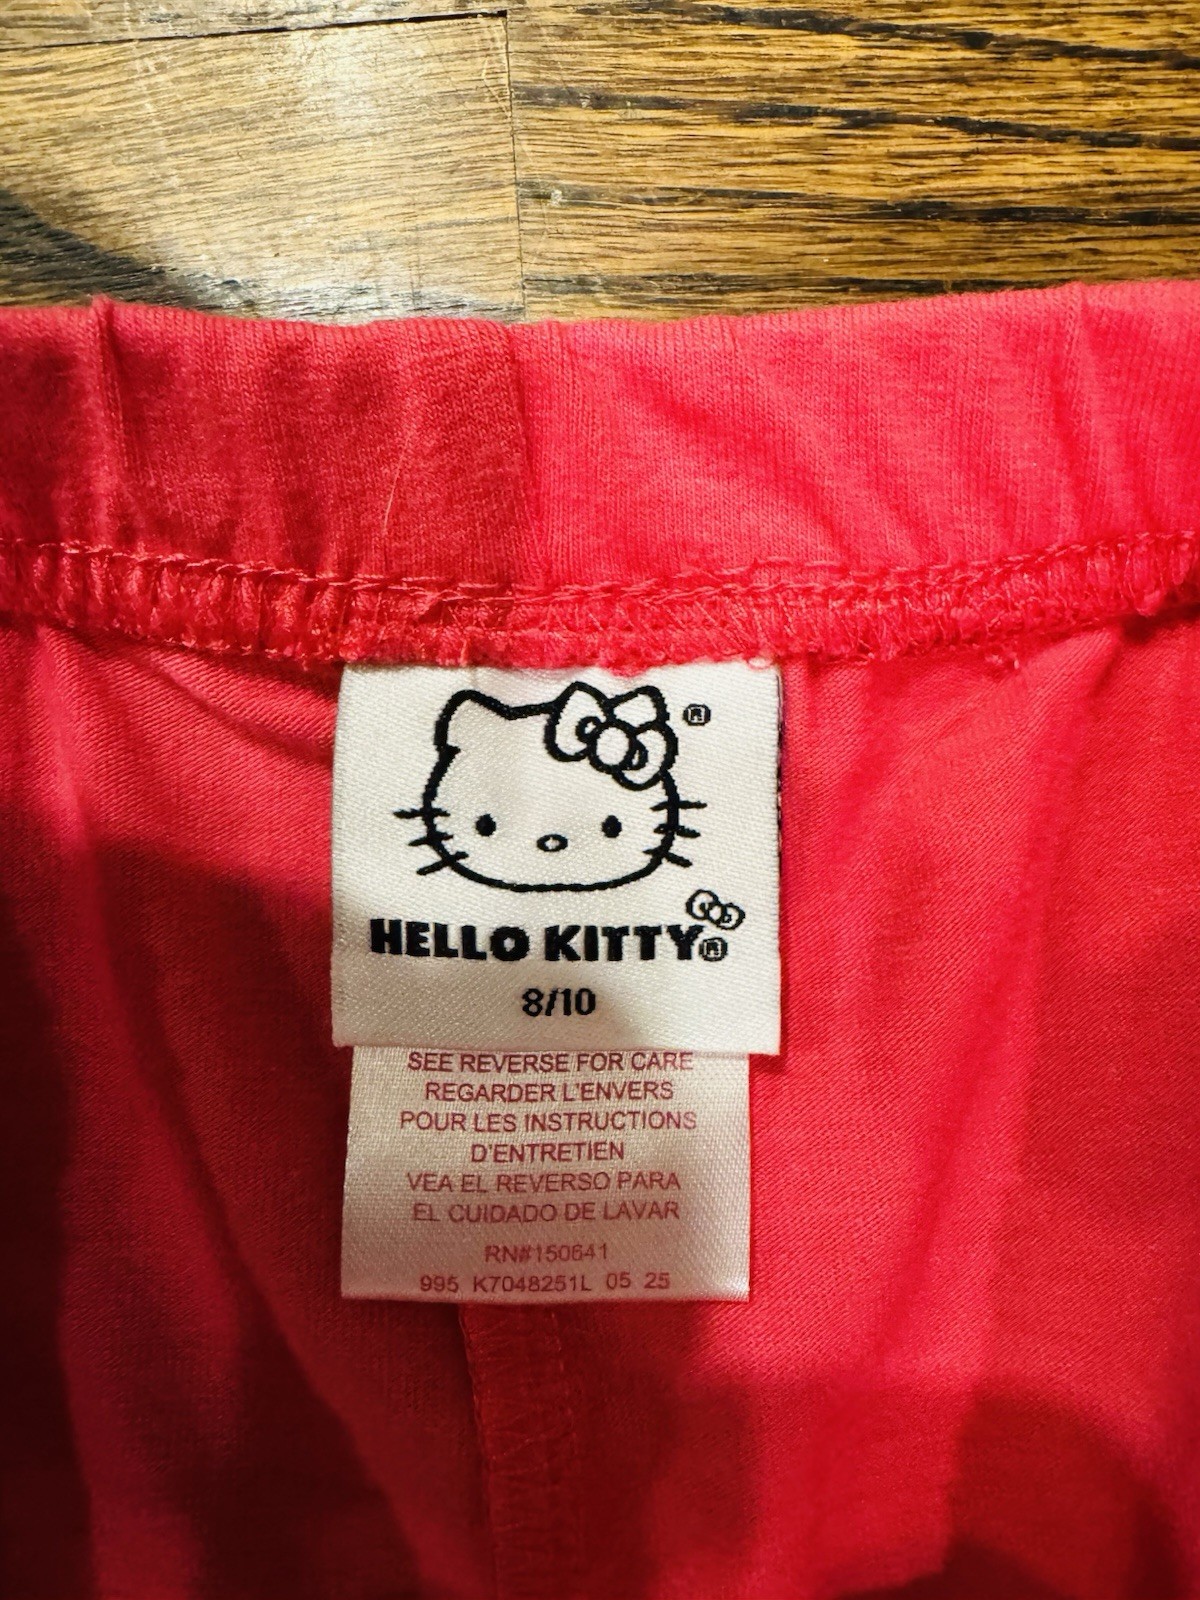 ®
HELLO KITTY®
8/10
SEE REVERSE FOR CARE
REGARDER L'ENVERS
POUR LES INSTRUCTIONS
D'ENTRETIEN
VEA EL REVERSO PARA
EL CUIDADO DE LAVAR
RN#150641
995 K7048251L 05 25